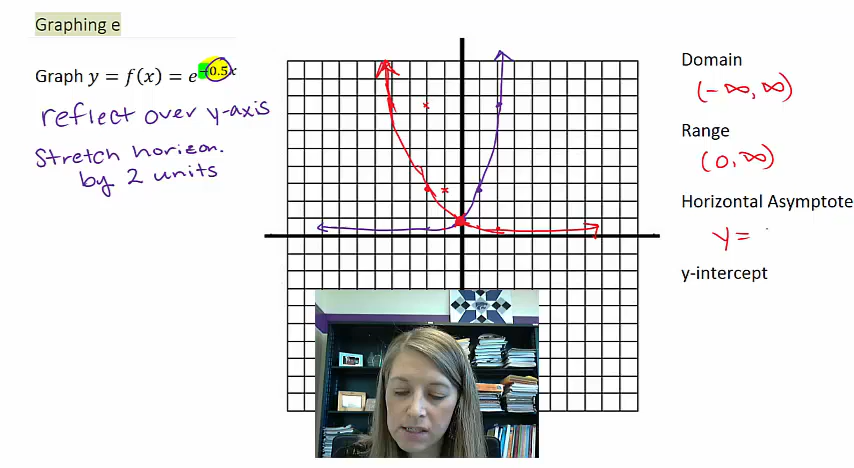 Graphing e
Graph y = f(x) = e^−0.5x
reflect over y-axis
Stretch horizon.
by 2 units
Domain
(-∞, ∞)
Range
(0, ∞)
Horizontal Asymptote
y =
y-intercept